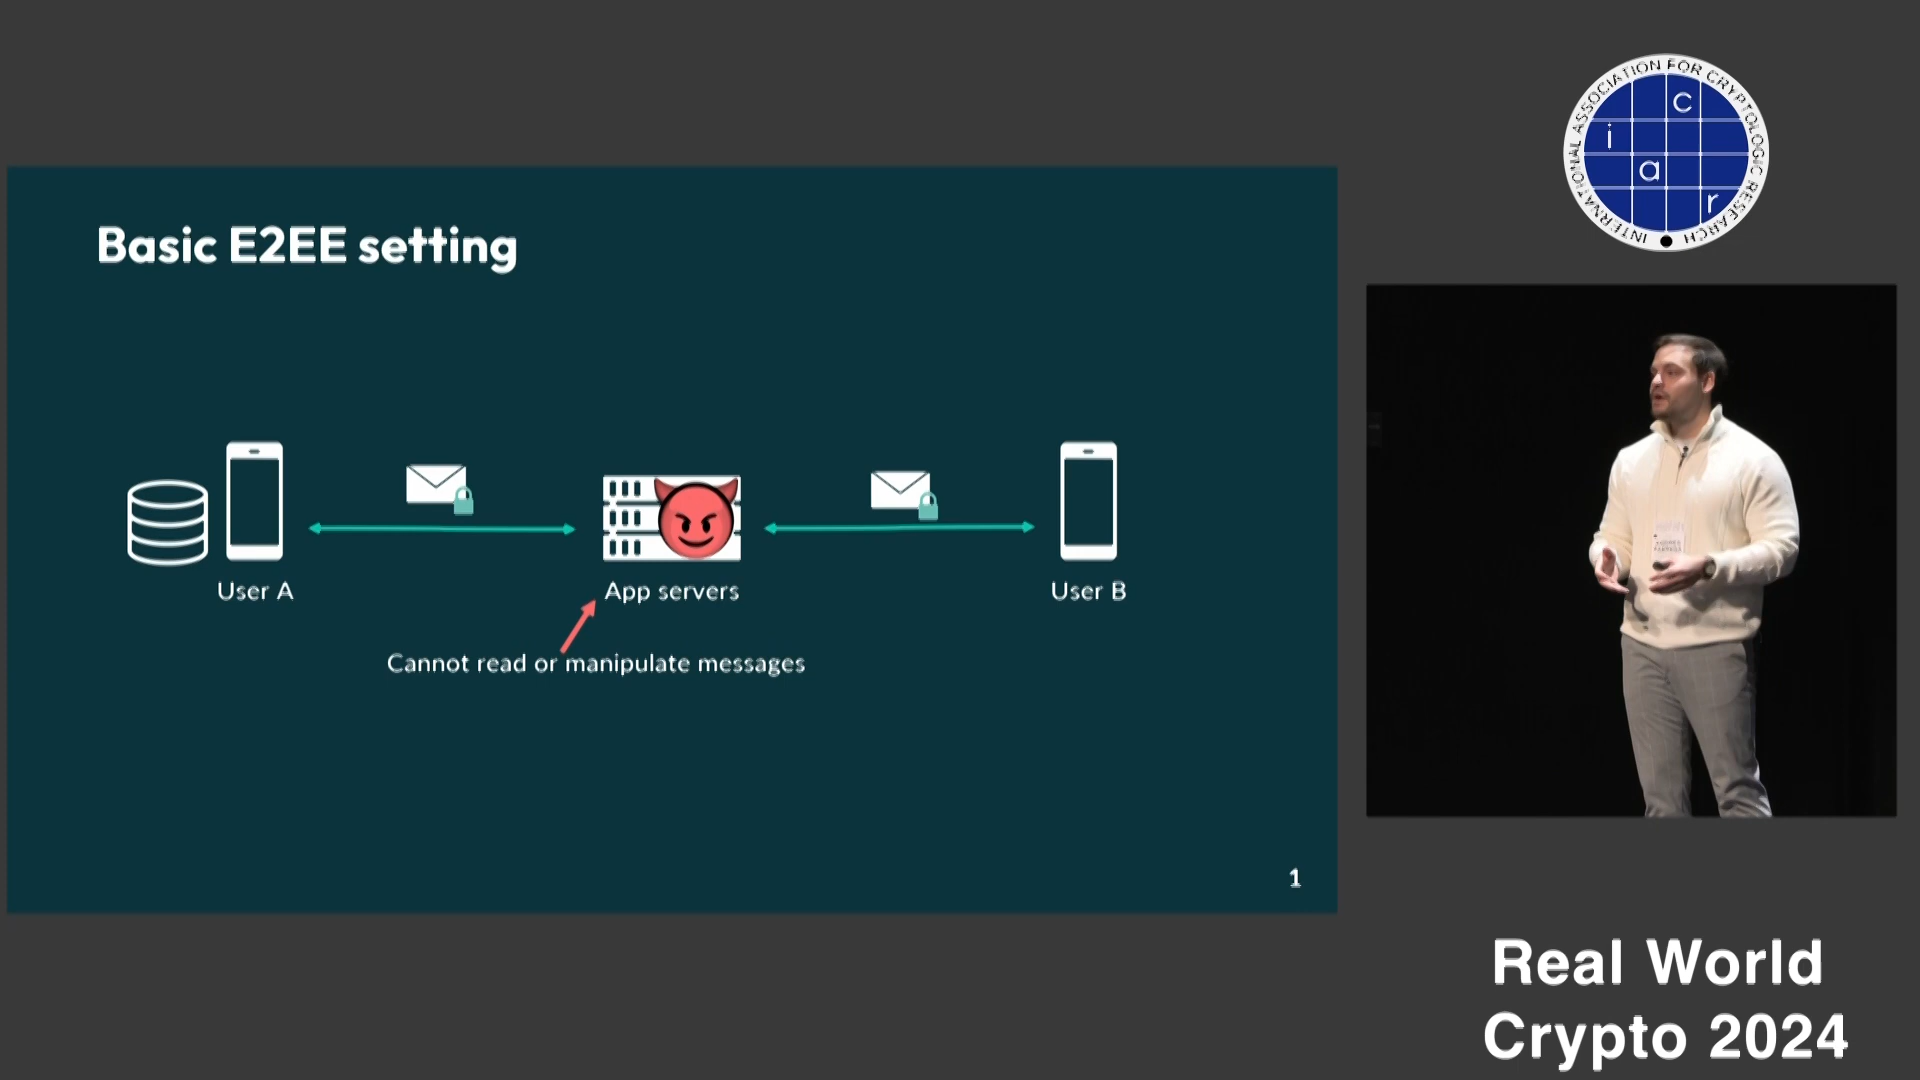 Basic E2EE setting
User A
App servers
User B
Cannot read or manipulate messages
1
INTERNATIONAL ASSOCIATION FOR CRYPTOLOGIC RESEARCH
i
a
c
r
Real World
Crypto 2024